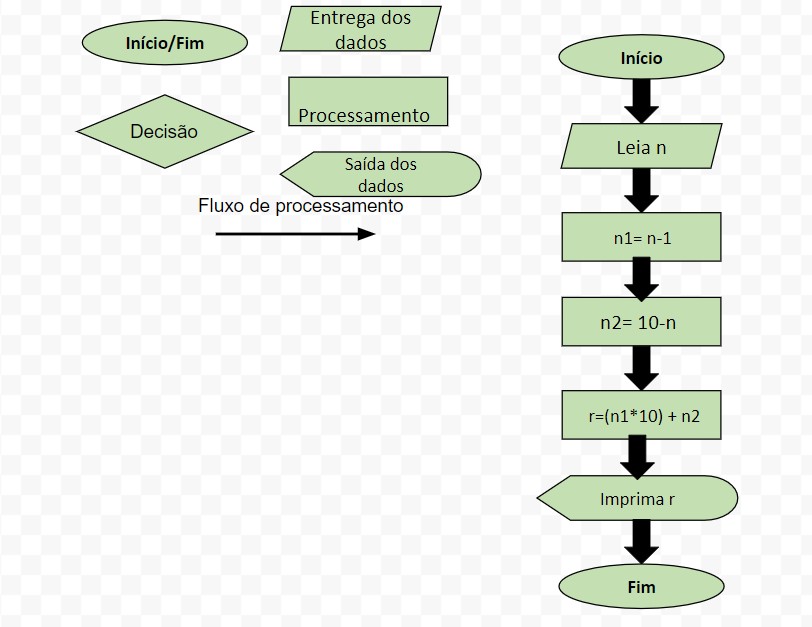 Início/Fim
Entrega dos
dados
Decisão
Processamento
Saída dos
dados
Fluxo de processamento
Início
Leia n
n1= n-1
n2= 10-n
r=(n1*10) + n2
Imprima r
Fim